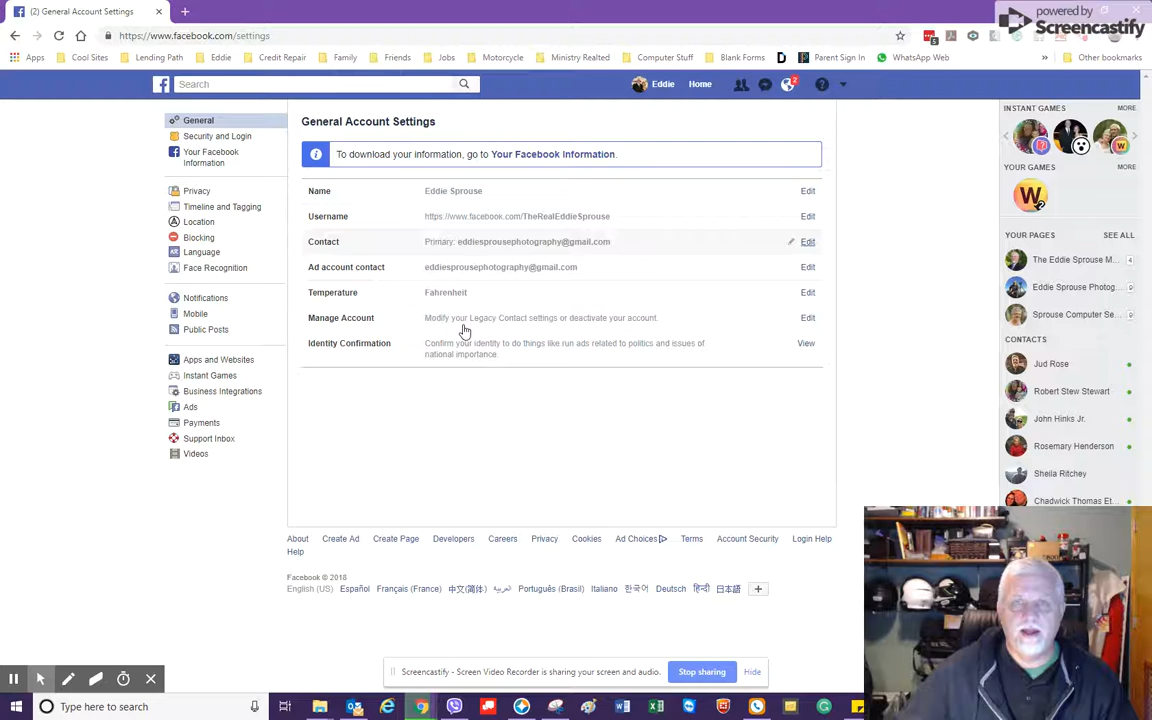 (2) General Account Settings
powered by
Screencastify
https://www.facebook.com/settings
Apps Cool Sites Lending Path Eddie Credit Repair Family Friends Jobs Motorcycle Ministry Realted Computer Stuff Blank Forms D Parent Sign In WhatsApp Web » Other bookmarks
Search
Eddie Home 2
General
Security and Login
Your Facebook
Information
Privacy
Timeline and Tagging
Location
Blocking
Language
Face Recognition
Notifications
Mobile
Public Posts
Apps and Websites
Instant Games
Business Integrations
Ads
Payments
Support Inbox
Videos
General Account Settings
To download your information, go to Your Facebook Information.
Name Eddie Sprouse Edit
Username https://www.facebook.com/TheRealEddieSprouse Edit
Contact Primary: eddiesprousephotography@gmail.com Edit
Ad account contact eddiesprousephotography@gmail.com Edit
Temperature Fahrenheit Edit
Manage Account Modify your Legacy Contact settings or deactivate your account. Edit
Identity Confirmation Confirm your identity to do things like run ads related to politics and issues of View
national importance.
INSTANT GAMES MORE
YOUR GAMES MORE
W
YOUR PAGES SEE ALL
The Eddie Sprouse M... 4
Eddie Sprouse Photog... 9
Sprouse Computer Se...
CONTACTS
Jud Rose
Robert Stew Stewart
John Hinks Jr.
Rosemary Henderson
Sheila Ritchey
Chadwick Thomas Et...
About Create Ad Create Page Developers Careers Privacy Cookies Ad Choices Terms Account Security Login Help
Help
Facebook © 2018
English (US) Español Français (France) 中文(简体) العربية Português (Brasil) Italiano 한국어 Deutsch हिन्दी 日本語 +
Screencastify - Screen Video Recorder is sharing your screen and audio. Stop sharing Hide
Type here to search